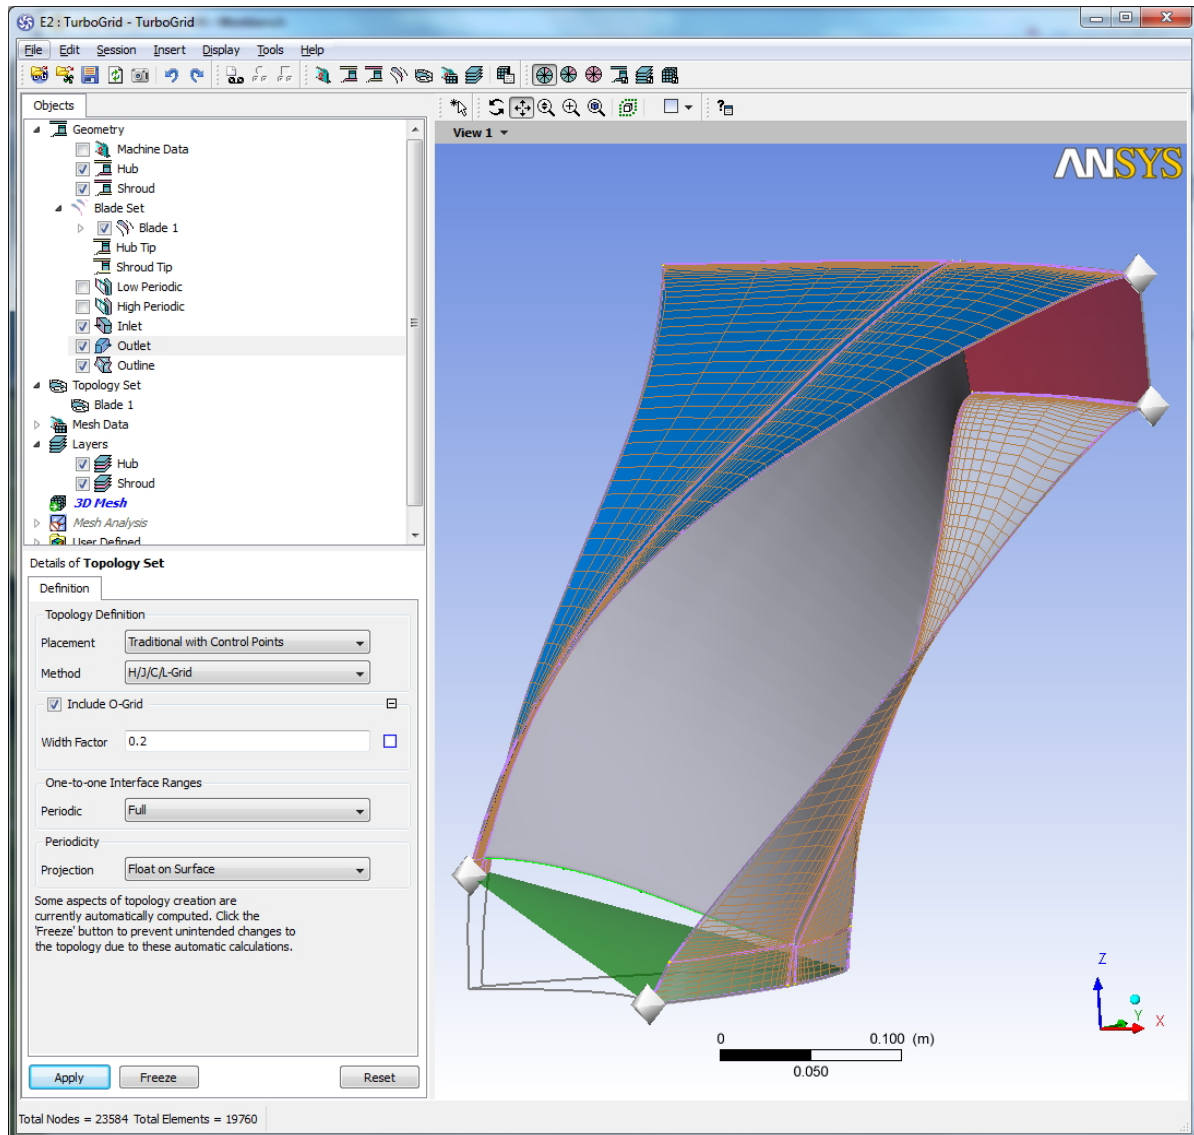 E2 : TurboGrid - TurboGrid
File Edit Session Insert Display Tools Help
Objects
Geometry
Machine Data
Hub
Shroud
Blade Set
Blade 1
Hub Tip
Shroud Tip
Low Periodic
High Periodic
Inlet
Outlet
Outline
Topology Set
Blade 1
Mesh Data
Layers
Hub
Shroud
3D Mesh
Mesh Analysis
User Defined
Details of Topology Set
Definition
Topology Definition
Placement Traditional with Control Points
Method H/J/C/L-Grid
Include O-Grid
Width Factor 0.2
One-to-one Interface Ranges
Periodic Full
Periodicity
Projection Float on Surface
Some aspects of topology creation are
currently automatically computed. Click the
'Freeze' button to prevent unintended changes to
the topology due to these automatic calculations.
Apply Freeze Reset
Total Nodes = 23584 Total Elements = 19760
View 1
ANSYS
Z
Y
X
0 0.100 (m)
0.050